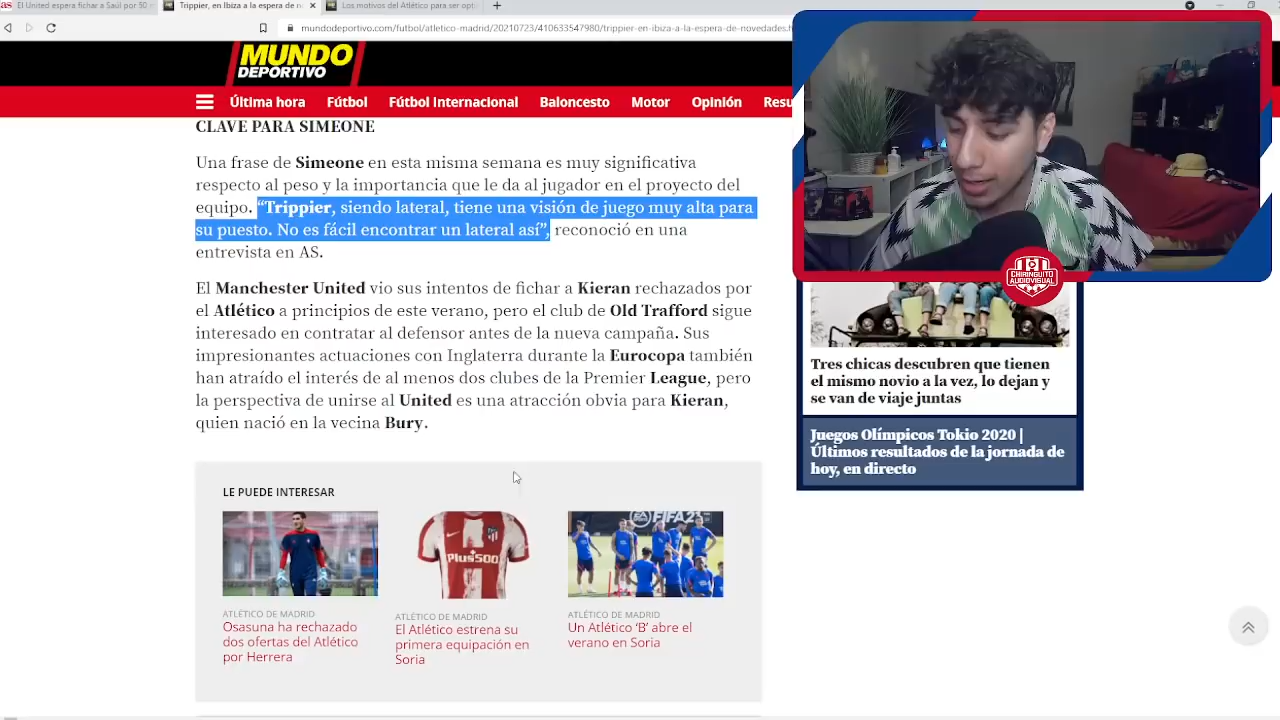 El United espera fichar a Saúl por 50 m
Trippier, en Ibiza a la espera de no
Los motivos del Atlético para ser opti
mundodeportivo.com/futbol/atletico-madrid/20210723/410633547980/trippier-en-ibiza-a-la-espera-de-novedades.h
MUNDO
DEPORTIVO
Última hora Fútbol Fútbol Internacional Baloncesto Motor Opinión Resu
CLAVE PARA SIMEONE
Una frase de Simeone en esta misma semana es muy significativa
respecto al peso y la importancia que le da al jugador en el proyecto del
equipo. “Trippier, siendo lateral, tiene una visión de juego muy alta para
su puesto. No es fácil encontrar un lateral así”, reconoció en una
entrevista en AS.
El Manchester United vio sus intentos de fichar a Kieran rechazados por
el Atlético a principios de este verano, pero el club de Old Trafford sigue
interesado en contratar al defensor antes de la nueva campaña. Sus
impresionantes actuaciones con Inglaterra durante la Eurocopa también
han atraído el interés de al menos dos clubes de la Premier League, pero
la perspectiva de unirse al United es una atracción obvia para Kieran,
quien nació en la vecina Bury.
CHIRINGUITO
AUDIOVISUAL
Tres chicas descubren que tienen
el mismo novio a la vez, lo dejan y
se van de viaje juntas
Juegos Olímpicos Tokio 2020 |
Últimos resultados de la jornada de
hoy, en directo
LE PUEDE INTERESAR
Plus500
FIFA 23
ATLÉTICO DE MADRID
Osasuna ha rechazado
dos ofertas del Atlético
por Herrera
ATLÉTICO DE MADRID
El Atlético estrena su
primera equipación en
Soria
ATLÉTICO DE MADRID
Un Atlético ‘B’ abre el
verano en Soria